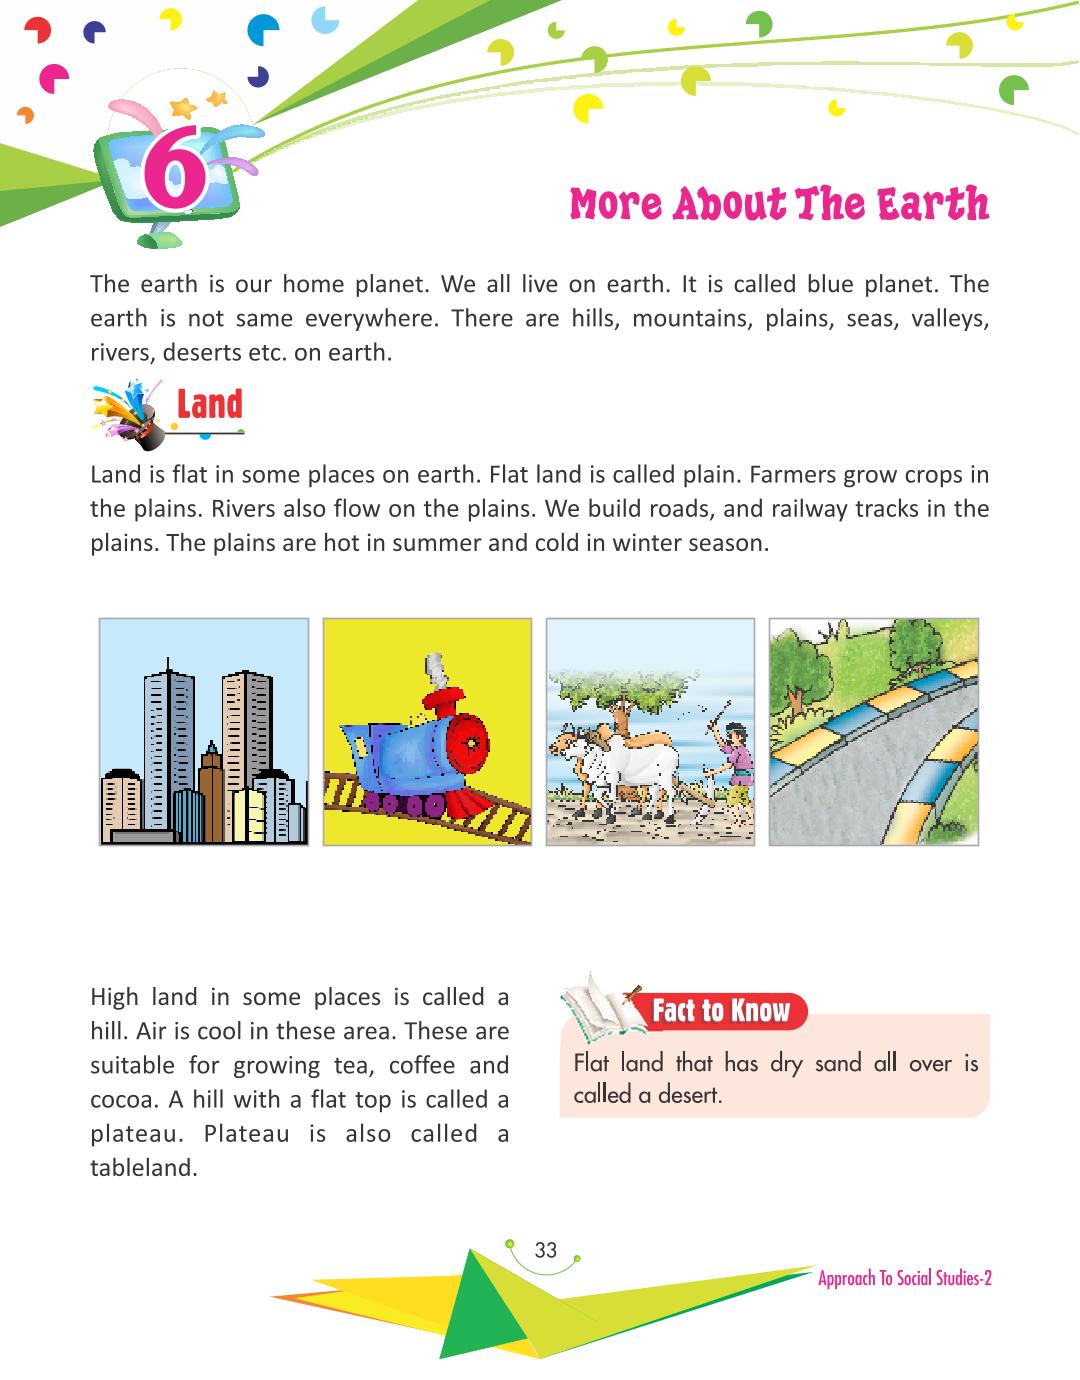 6
More About The Earth
The earth is our home planet. We all live on earth. It is called blue planet. The
earth is not same everywhere. There are hills, mountains, plains, seas, valleys,
rivers, deserts etc. on earth.
Land
Land is flat in some places on earth. Flat land is called plain. Farmers grow crops in
the plains. Rivers also flow on the plains. We build roads, and railway tracks in the
plains. The plains are hot in summer and cold in winter season.
High land in some places is called a
hill. Air is cool in these area. These are
suitable for growing tea, coffee and
cocoa. A hill with a flat top is called a
plateau. Plateau is also called a
tableland.
Fact to Know
Flat land that has dry sand all over is
called a desert.
33
Approach To Social Studies-2